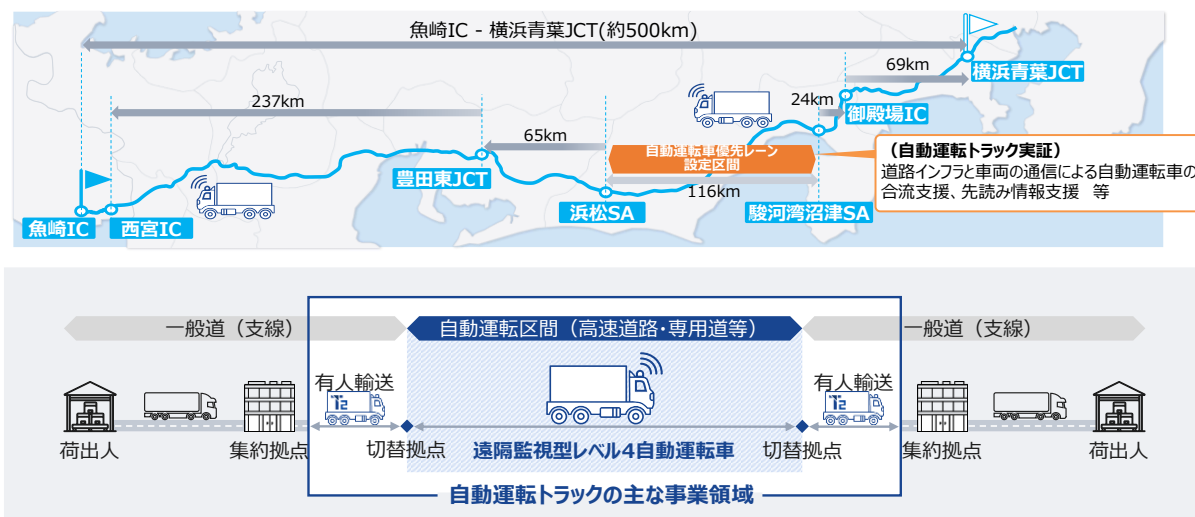 魚崎IC - 横浜青葉JCT(約500km)
69km
横浜青葉JCT
237km
24km
御殿場IC
65km
自動運転車優先レーン
設定区間
（自動運転トラック実証）
道路インフラと車両の通信による自動運転車の
合流支援、先読み情報支援　等
豊田東JCT
116km
浜松SA
駿河湾沼津SA
魚崎IC
西宮IC
一般道（支線）
自動運転区間（高速道路・専用道等）
一般道（支線）
有人輸送
有人輸送
T2
T2
荷出人
集約拠点
切替拠点
遠隔監視型レベル4自動運転車
切替拠点
集約拠点
荷出人
自動運転トラックの主な事業領域